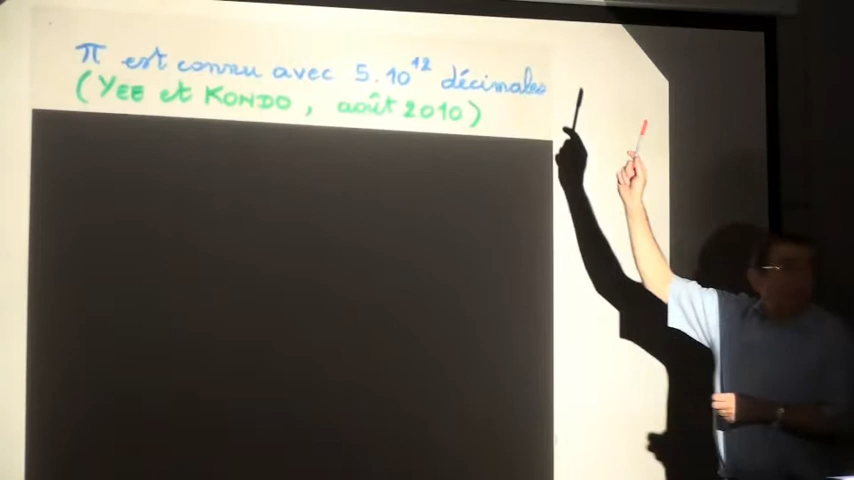 π est connu avec 5.10¹² décimales
(YEE et KONDO, août 2010)